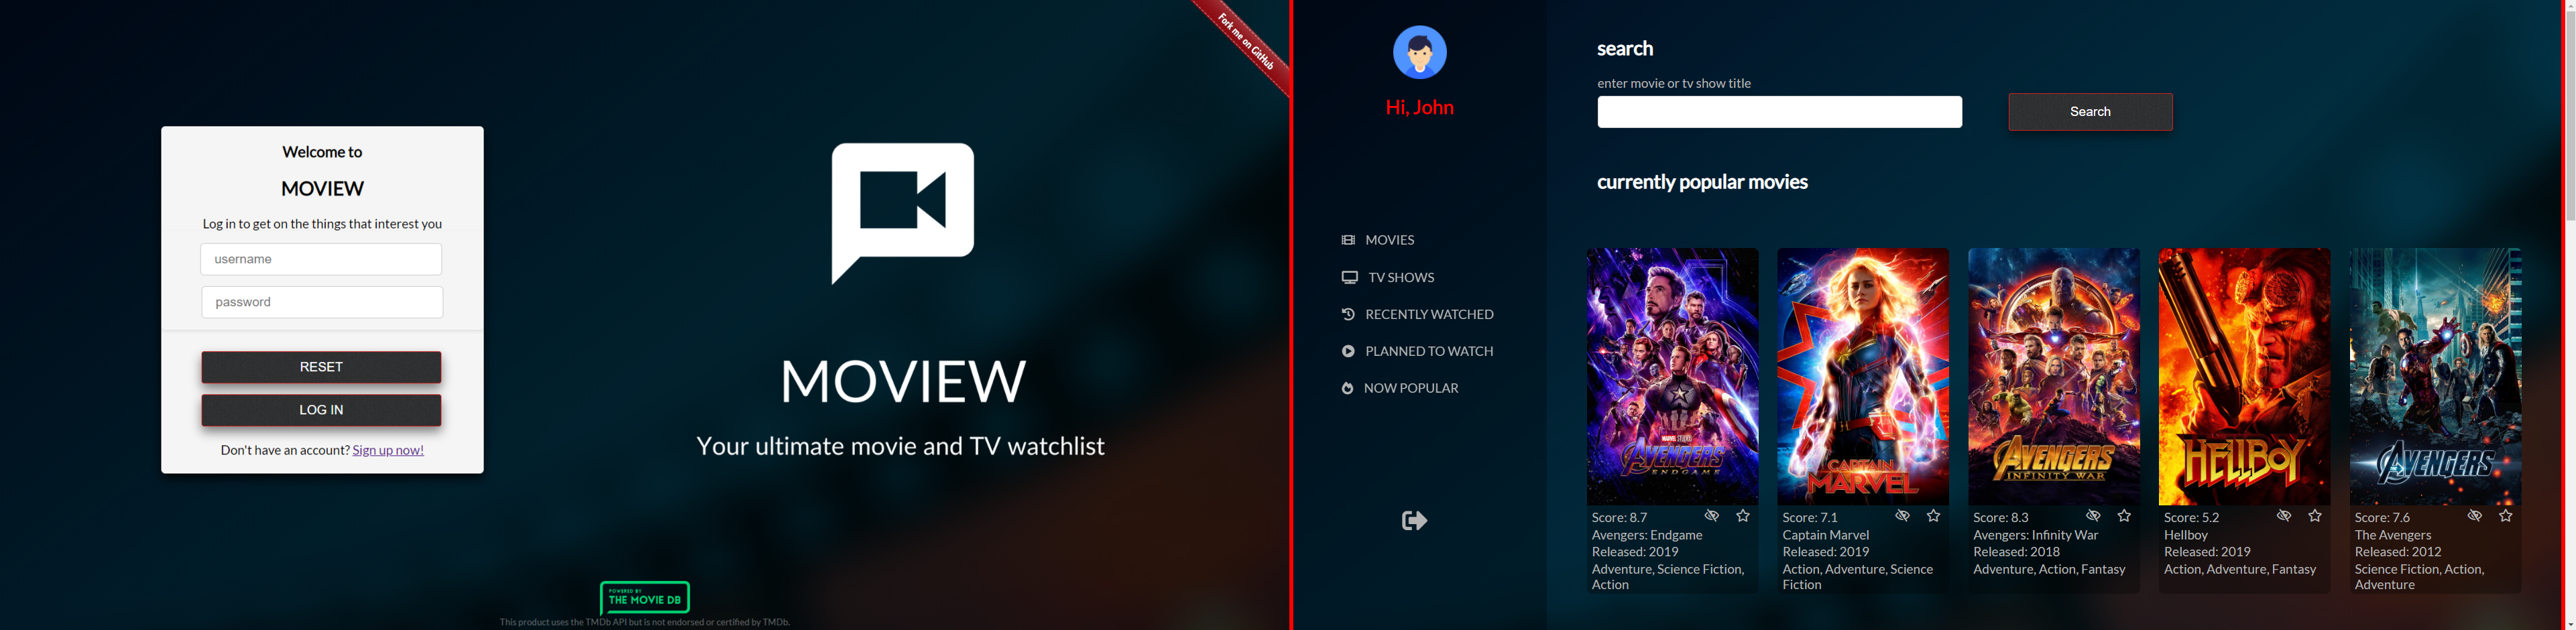 Fork me on GitHub
Welcome to
MOVIEW
Log in to get on the things that interest you
username
password
RESET
LOG IN
Don't have an account? Sign up now!
MOVIEW
Your ultimate movie and TV watchlist
POWERED BY
THE MOVIE DB
This product uses the TMDb API but is not endorsed or certified by TMDb.
Hi, John
MOVIES
TV SHOWS
RECENTLY WATCHED
PLANNED TO WATCH
NOW POPULAR
search
enter movie or tv show title
Search
currently popular movies
MARVEL STUDIOS
AVENGERS
ENDGAME
Score: 8.7
Avengers: Endgame
Released: 2019
Adventure, Science Fiction,
Action
CAPTAIN
MARVEL
Score: 7.1
Captain Marvel
Released: 2019
Action, Adventure, Science
Fiction
AVENGERS
INFINITY WAR
Score: 8.3
Avengers: Infinity War
Released: 2018
Adventure, Action, Fantasy
HELLBOY
Score: 5.2
Hellboy
Released: 2019
Action, Adventure, Fantasy
AVENGERS
Score: 7.6
The Avengers
Released: 2012
Science Fiction, Action,
Adventure